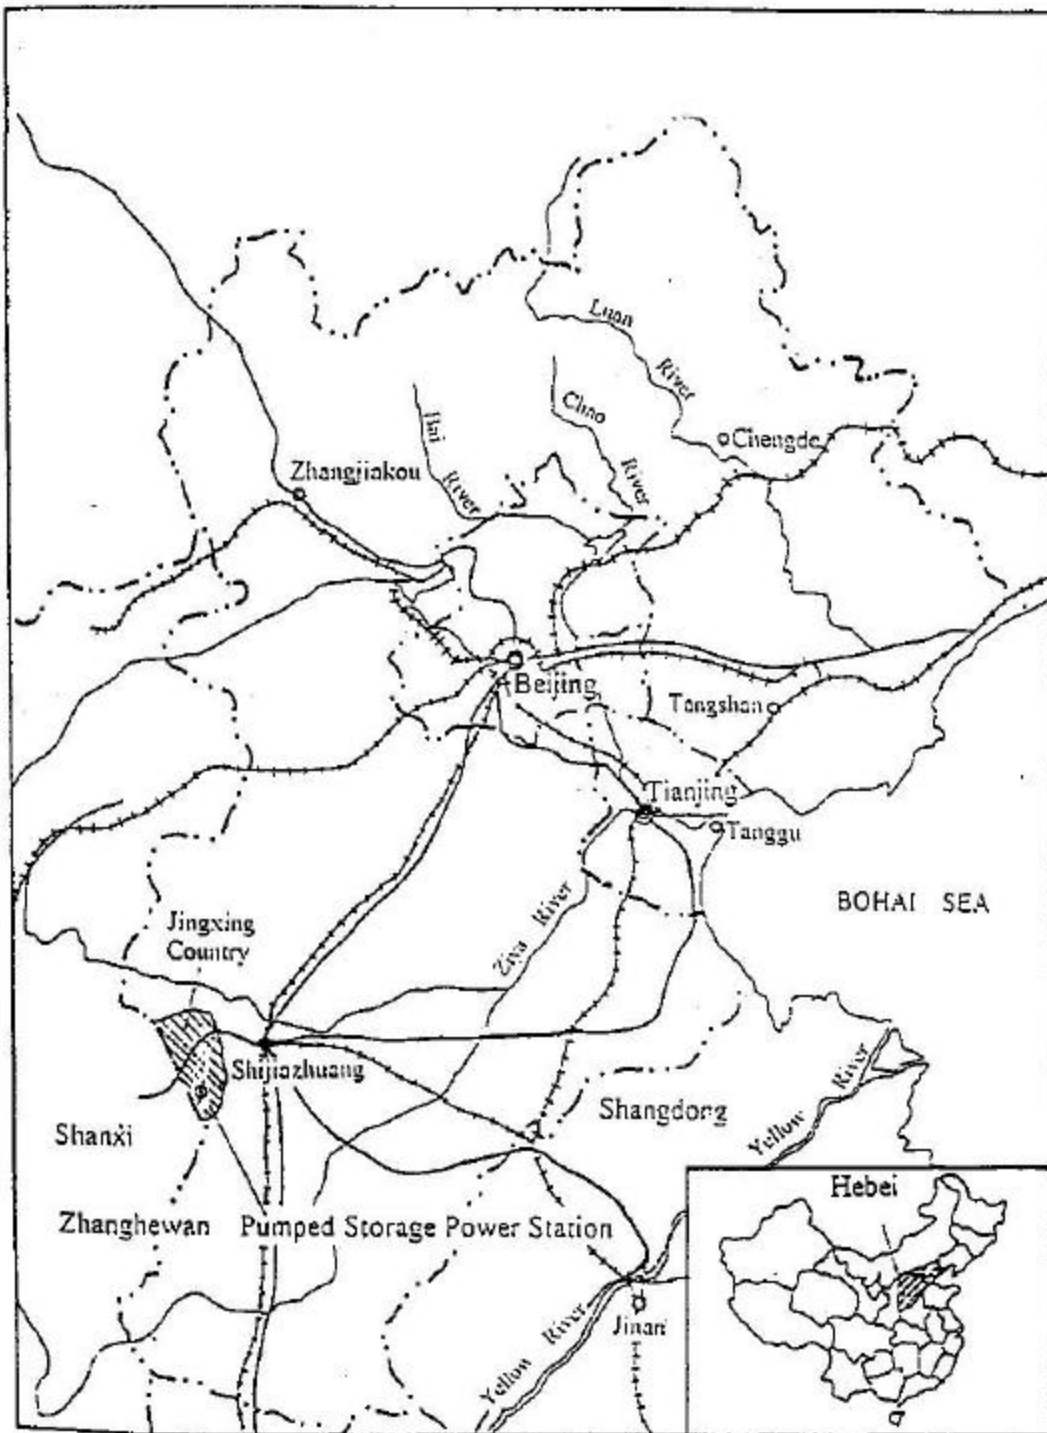 Luan
River
Chao
River
Bai
River
Chengde
Zhangjiakou
Beijing
Tangshan
Tianjing
Tanggu
BOHAI SEA
Jingxing
Country
Ziya River
Shijiazhuang
Shangdong
Yellow River
Shanxi
Zhanghewan Pumped Storage Power Station
Hebei
Jinan
Yellow River